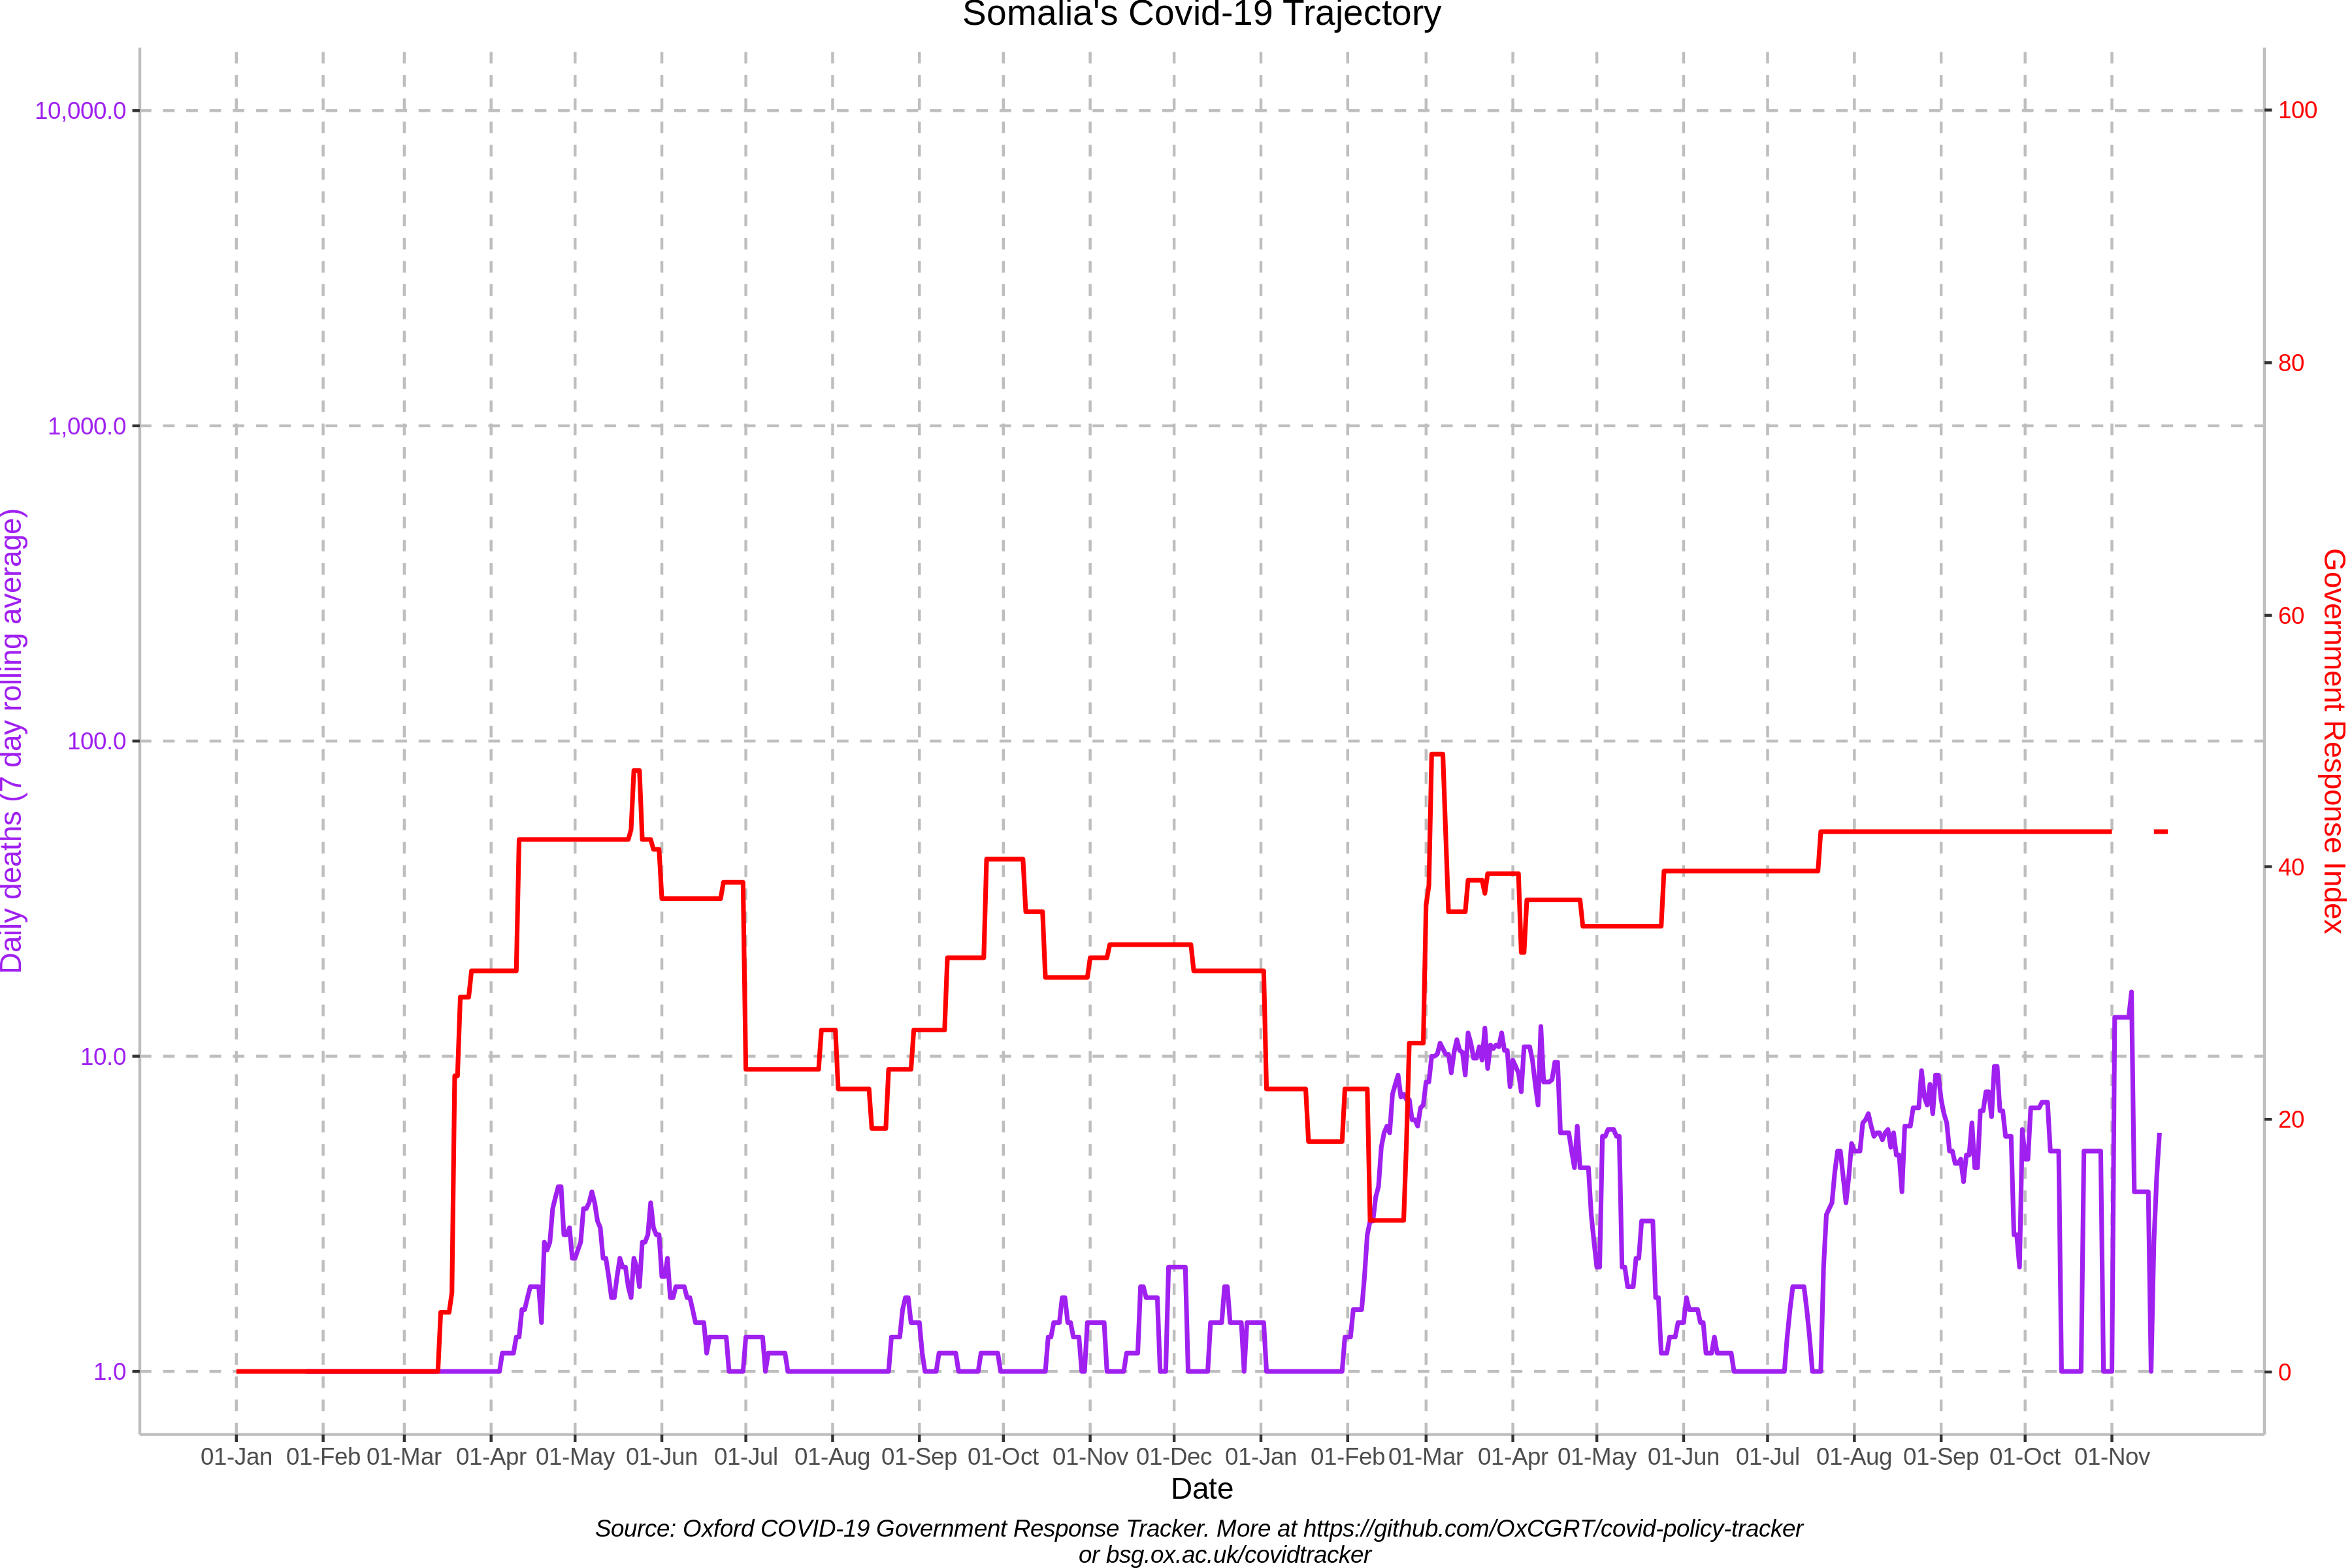 Somalia's Covid-19 Trajectory
10,000.0
1,000.0
100.0
10.0
1.0
Daily deaths (7 day rolling average)
100
80
60
40
20
0
Government Response Index
01-Jan 01-Feb 01-Mar 01-Apr 01-May 01-Jun 01-Jul 01-Aug 01-Sep 01-Oct 01-Nov 01-Dec 01-Jan 01-Feb 01-Mar 01-Apr 01-May 01-Jun 01-Jul 01-Aug 01-Sep 01-Oct 01-Nov
Date
Source: Oxford COVID-19 Government Response Tracker. More at https://github.com/OxCGRT/covid-policy-tracker
or bsg.ox.ac.uk/covidtracker